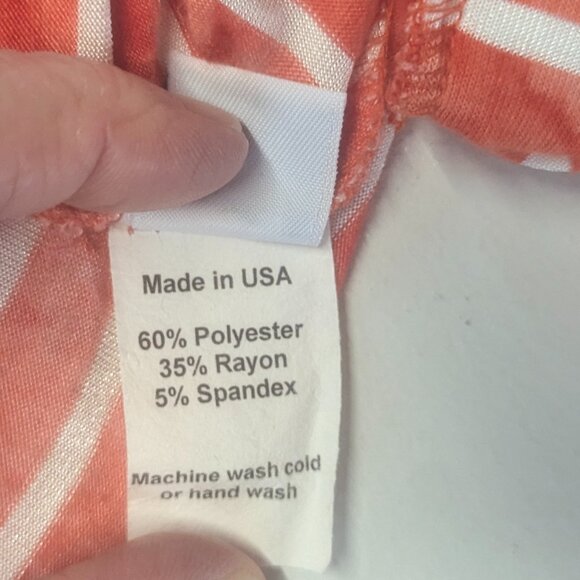 Made in USA
60% Polyester
35% Rayon
5% Spandex
Machine wash cold
or hand wash